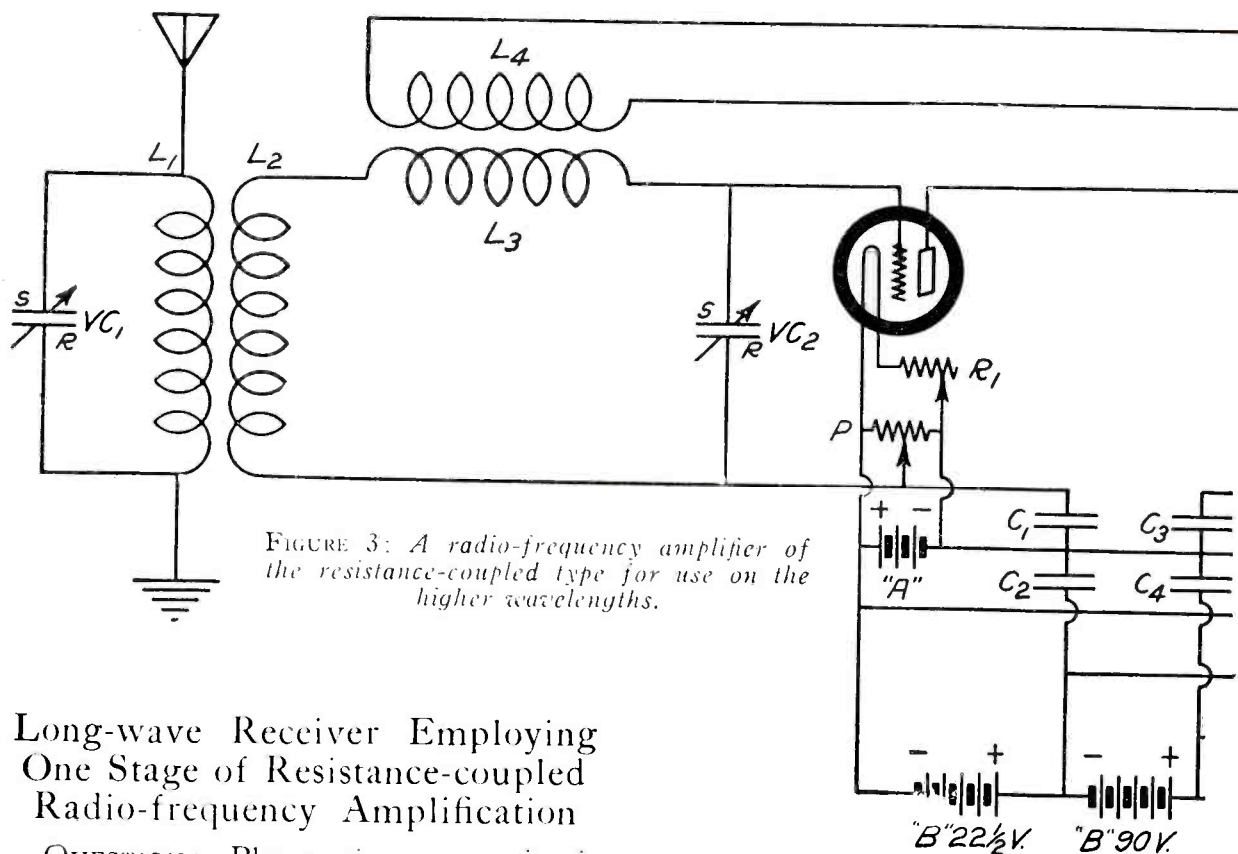 L4
L1
L2
L3
S
VC1
R
S
VC2
R
R1
P
+ -
"A"
C1
C3
C2
C4
FIGURE 3: A radio-frequency amplifier of
the resistance-coupled type for use on the
higher wavelengths.
Long-wave Receiver Employing
One Stage of Resistance-coupled
Radio-frequency Amplification
- +
- +
"B" 22½V.
"B" 90V.